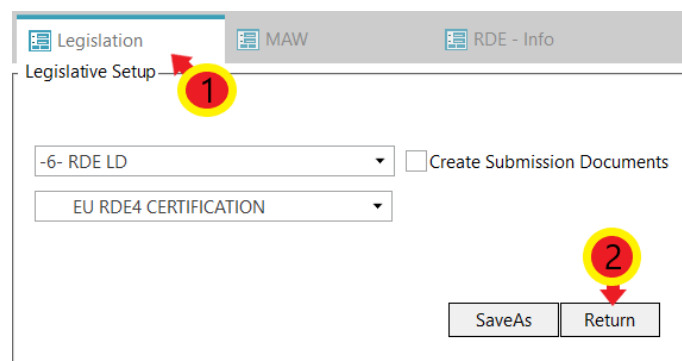 Legislation MAW RDE - Info
Legislative Setup
1
-6- RDE LD Create Submission Documents
EU RDE4 CERTIFICATION
2
SaveAs Return